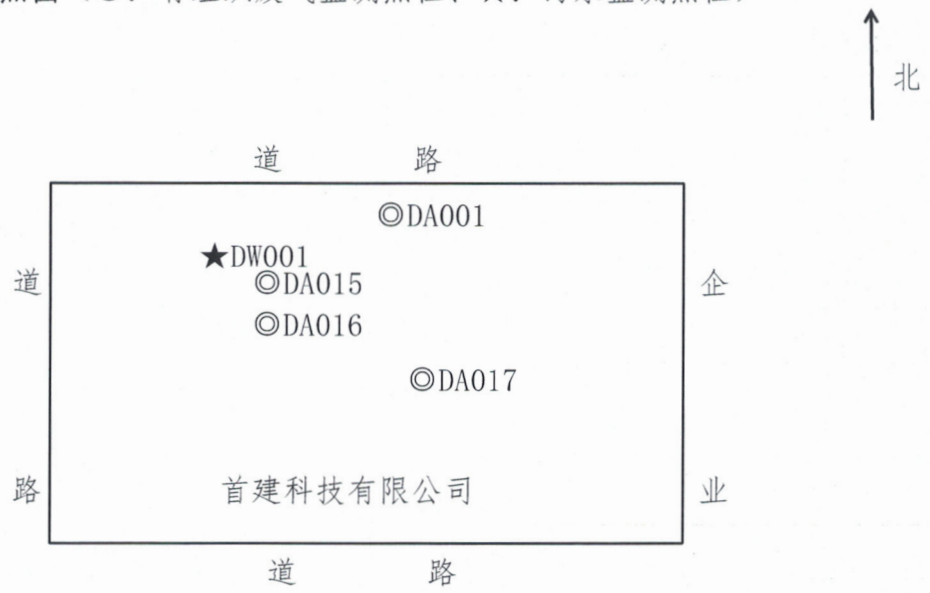 北
道 路
◎DA001
★DW001
道
◎DA015
企
◎DA016
◎DA017
路
首建科技有限公司
业
道 路